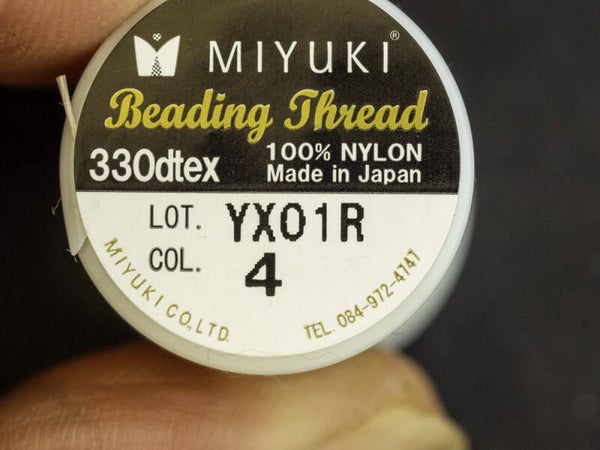 MIYUKI®
Beading Thread
330dtex
100% NYLON
Made in Japan
LOT. YX01R
COL. 4
MIYUKI CO,LTD.
TEL. 084-972-4747